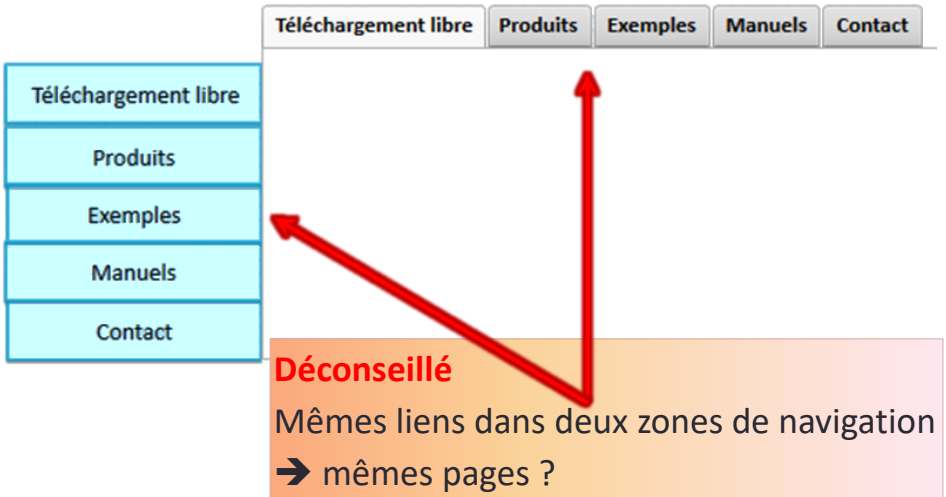 Téléchargement libre Produits Exemples Manuels Contact
Téléchargement libre
Produits
Exemples
Manuels
Contact
Déconseillé
Mêmes liens dans deux zones de navigation
➔ mêmes pages ?